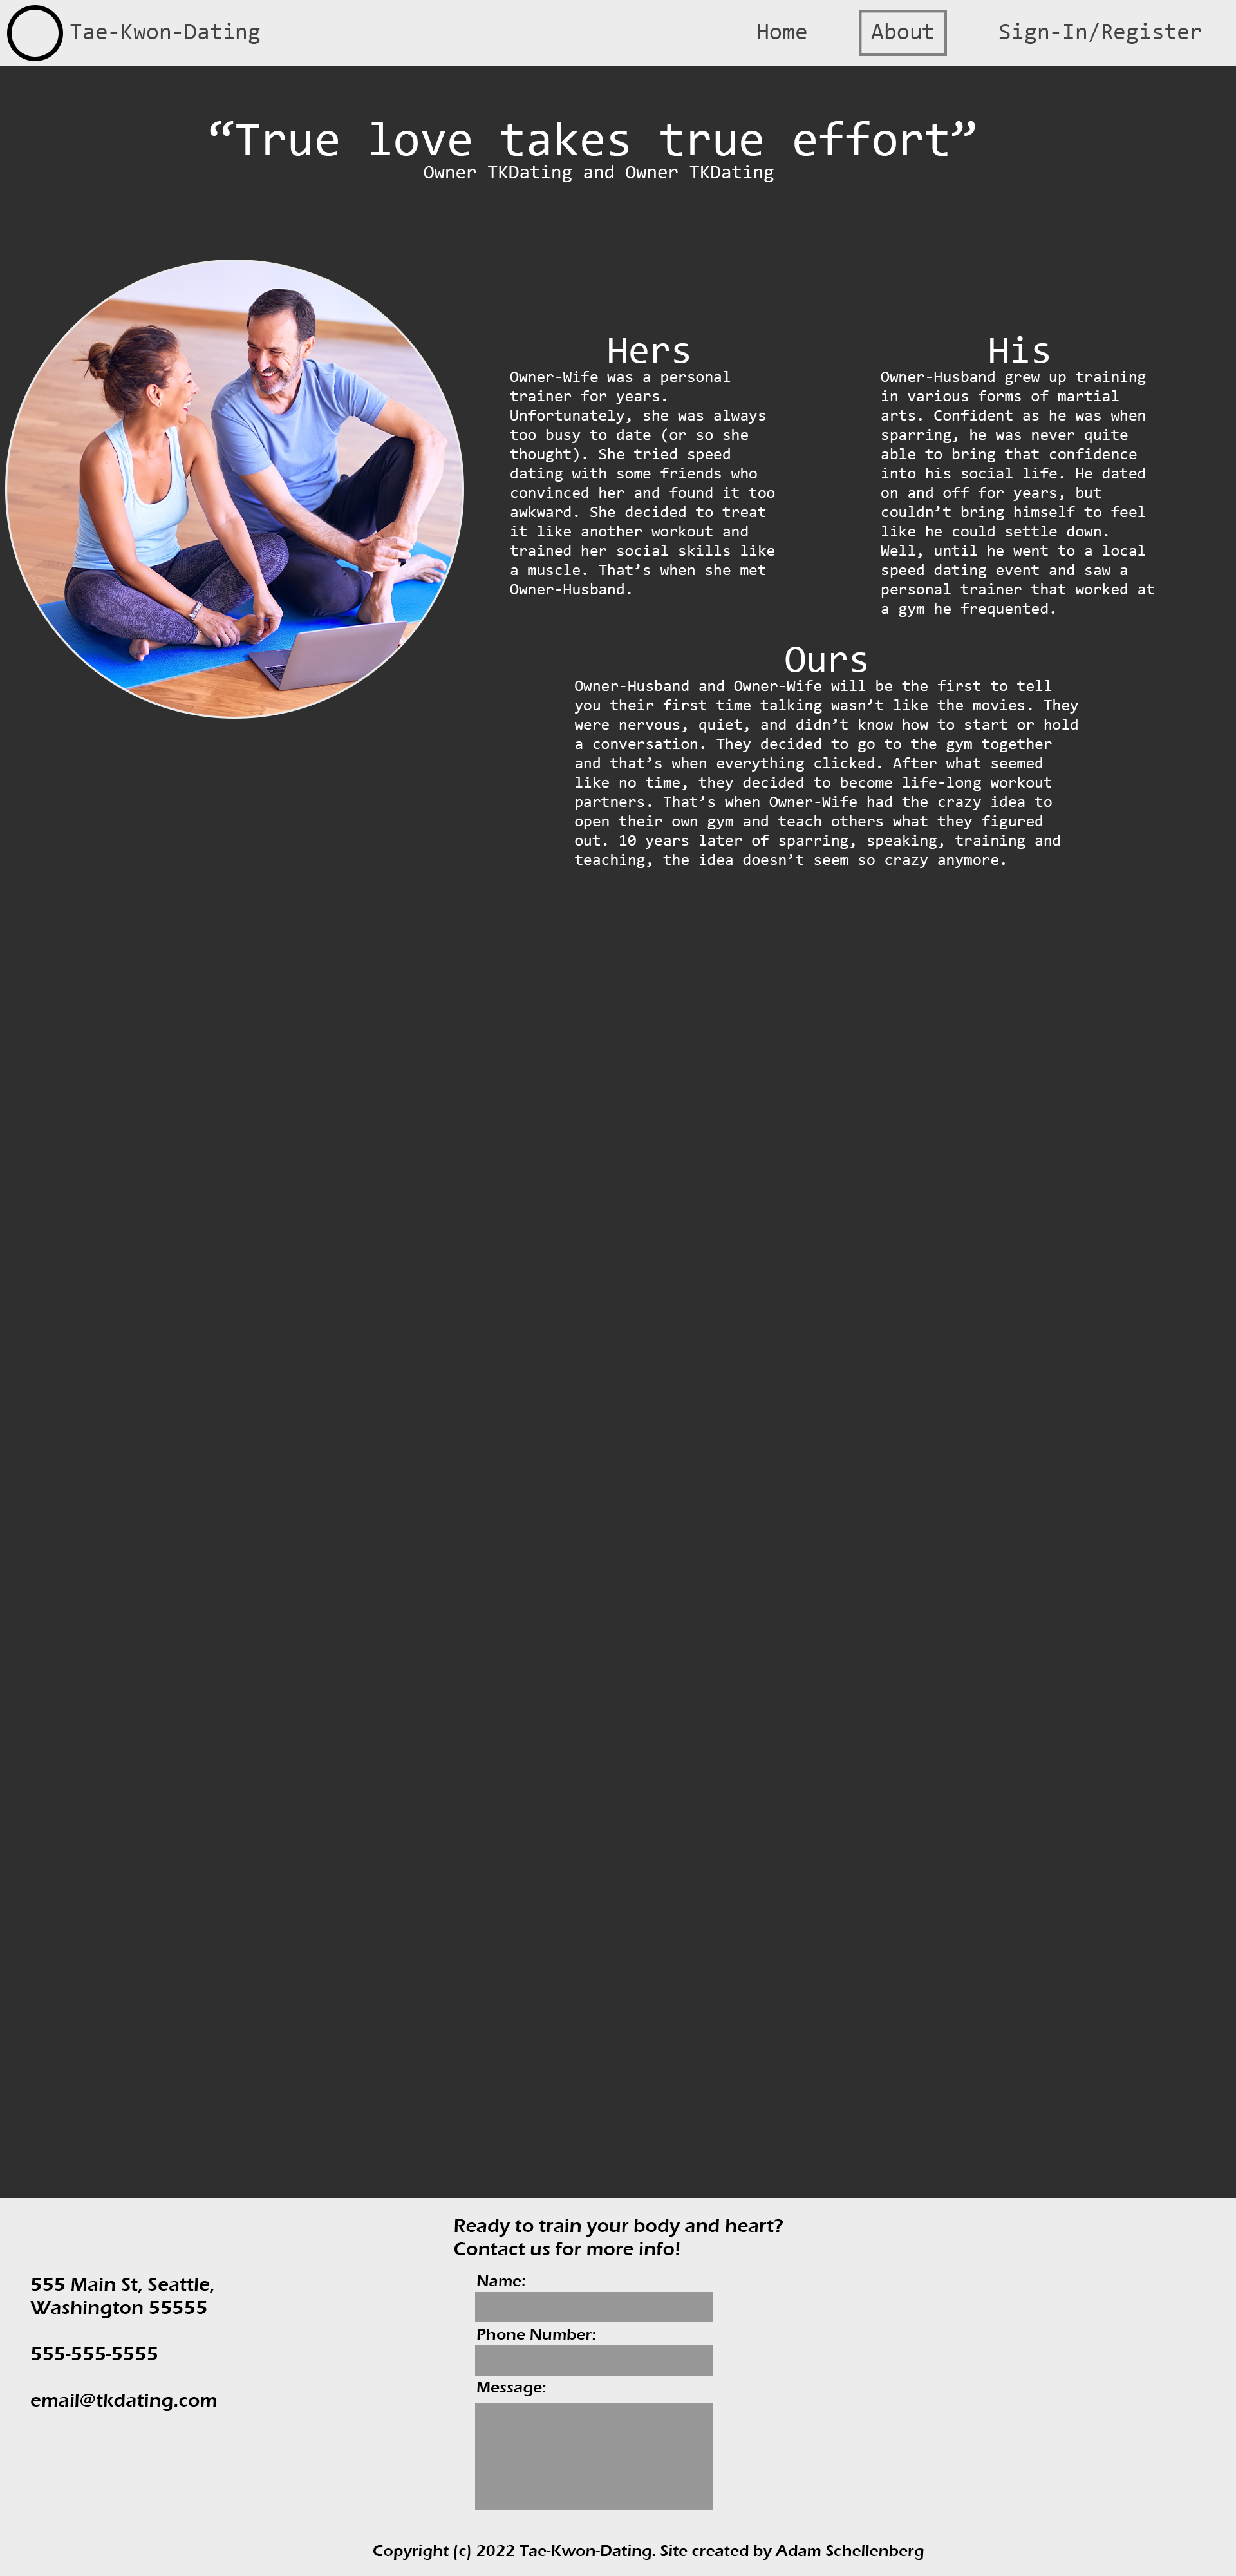 Tae-Kwon-Dating
Home
About
Sign-In/Register
“True love takes true effort”
Owner TKDating and Owner TKDating
Hers
Owner-Wife was a personal
trainer for years.
Unfortunately, she was always
too busy to date (or so she
thought). She tried speed
dating with some friends who
convinced her and found it too
awkward. She decided to treat
it like another workout and
trained her social skills like
a muscle. That’s when she met
Owner-Husband.
His
Owner-Husband grew up training
in various forms of martial
arts. Confident as he was when
sparring, he was never quite
able to bring that confidence
into his social life. He dated
on and off for years, but
couldn’t bring himself to feel
like he could settle down.
Well, until he went to a local
speed dating event and saw a
personal trainer that worked at
a gym he frequented.
Ours
Owner-Husband and Owner-Wife will be the first to tell
you their first time talking wasn’t like the movies. They
were nervous, quiet, and didn’t know how to start or hold
a conversation. They decided to go to the gym together
and that’s when everything clicked. After what seemed
like no time, they decided to become life-long workout
partners. That’s when Owner-Wife had the crazy idea to
open their own gym and teach others what they figured
out. 10 years later of sparring, speaking, training and
teaching, the idea doesn’t seem so crazy anymore.
555 Main St, Seattle,
Washington 55555
555-555-5555
email@tkdating.com
Ready to train your body and heart?
Contact us for more info!
Name:
Phone Number:
Message:
Copyright (c) 2022 Tae-Kwon-Dating. Site created by Adam Schellenberg